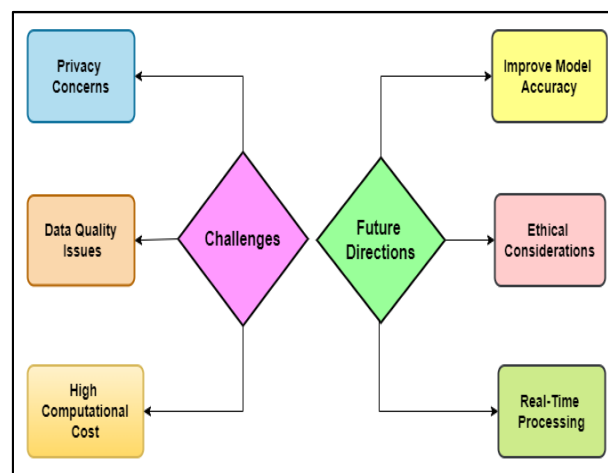 Privacy
Concerns
Improve Model
Accuracy
Data Quality
Issues
Challenges
Future
Directions
Ethical
Considerations
High
Computational
Cost
Real-Time
Processing